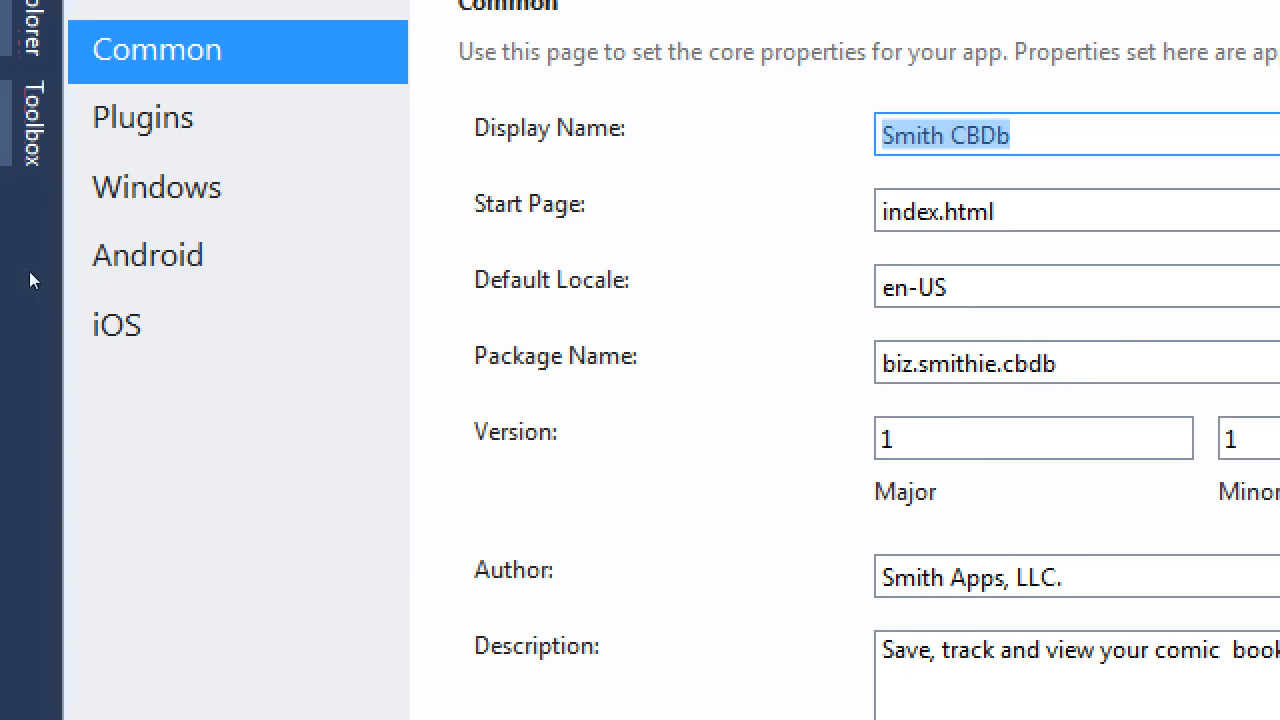 plorer
Toolbox
Common
Plugins
Windows
Android
iOS
Common
Use this page to set the core properties for your app. Properties set here are ap
Display Name:
Smith CBDb
Start Page:
index.html
Default Locale:
en-US
Package Name:
biz.smithie.cbdb
Version:
1
1
Major
Minor
Author:
Smith Apps, LLC.
Description:
Save, track and view your comic  book